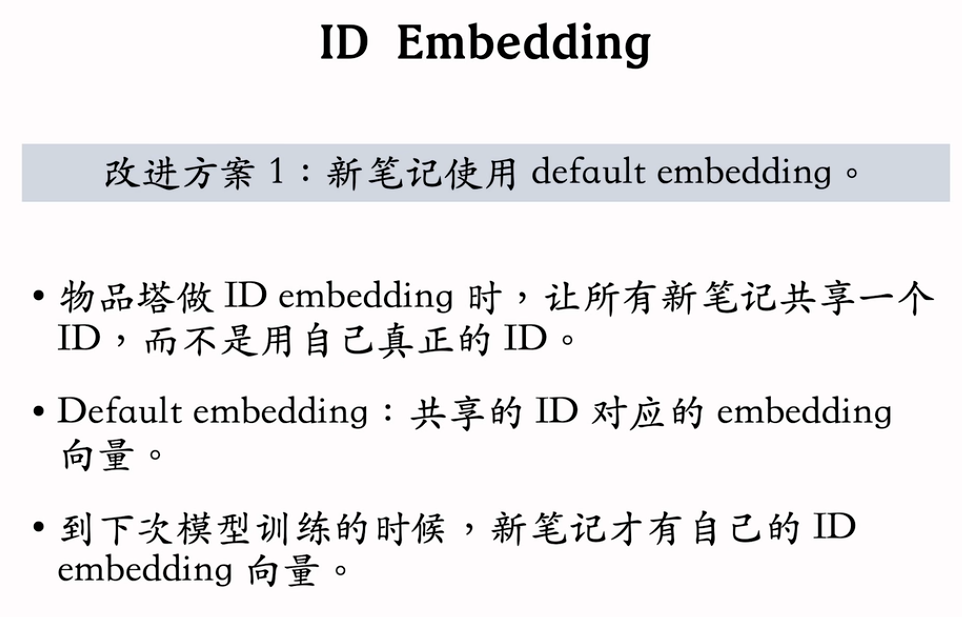 ID Embedding
改进方案 1：新笔记使用 default embedding。
• 物品塔做 ID embedding 时，让所有新笔记共享一个
ID，而不是用自己真正的 ID。
• Default embedding：共享的 ID 对应的 embedding
向量。
• 到下次模型训练的时候，新笔记才有自己的 ID
embedding 向量。